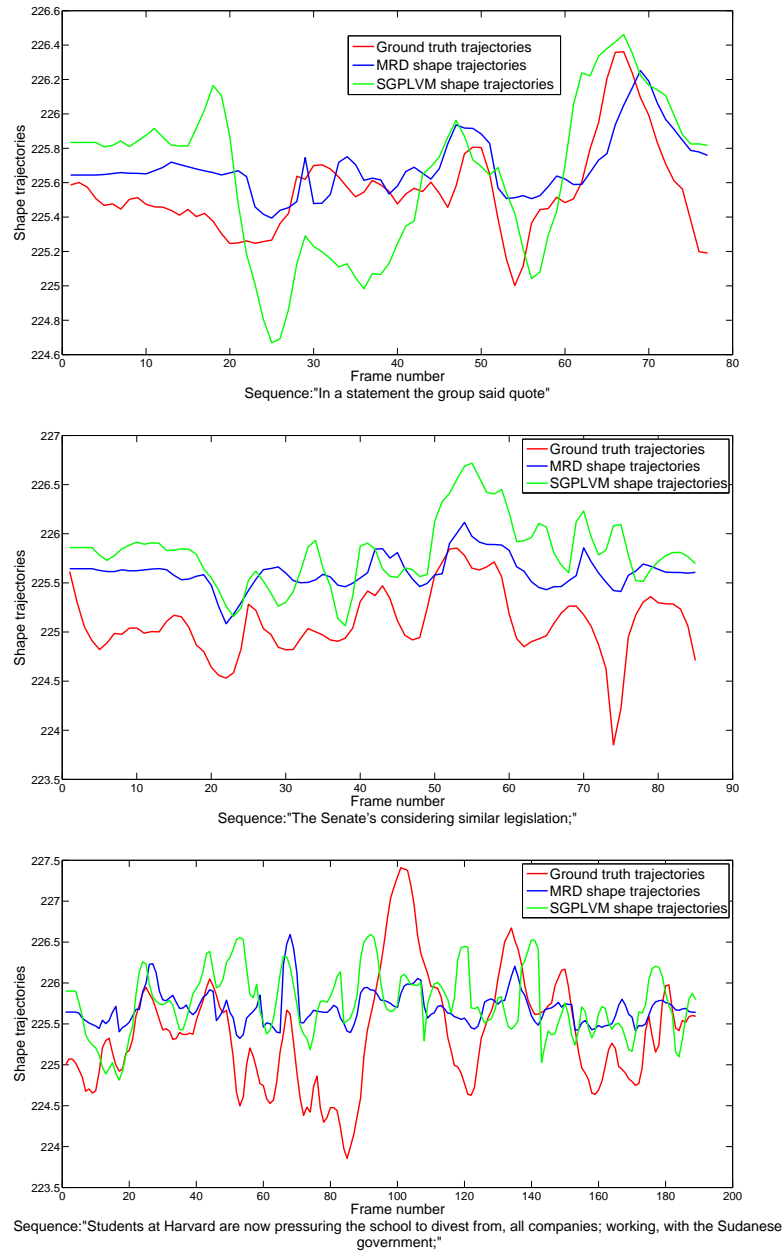 226.6
226.4
226.2
226
225.8
225.6
225.4
225.2
225
224.8
224.6
Shape trajectories
Ground truth trajectories
MRD shape trajectories
SGPLVM shape trajectories
0 10 20 30 40 50 60 70 80
Frame number
Sequence:"In a statement the group said quote"
227
226.5
226
225.5
225
224.5
224
223.5
Shape trajectories
Ground truth trajectories
MRD shape trajectories
SGPLVM shape trajectories
0 10 20 30 40 50 60 70 80 90
Frame number
Sequence:"The Senate's considering similar legislation;"
227.5
227
226.5
226
225.5
225
224.5
224
223.5
Shape trajectories
Ground truth trajectories
MRD shape trajectories
SGPLVM shape trajectories
0 20 40 60 80 100 120 140 160 180 200
Frame number
Sequence:"Students at Harvard are now pressuring the school to divest from, all companies; working, with the Sudanese
government;"